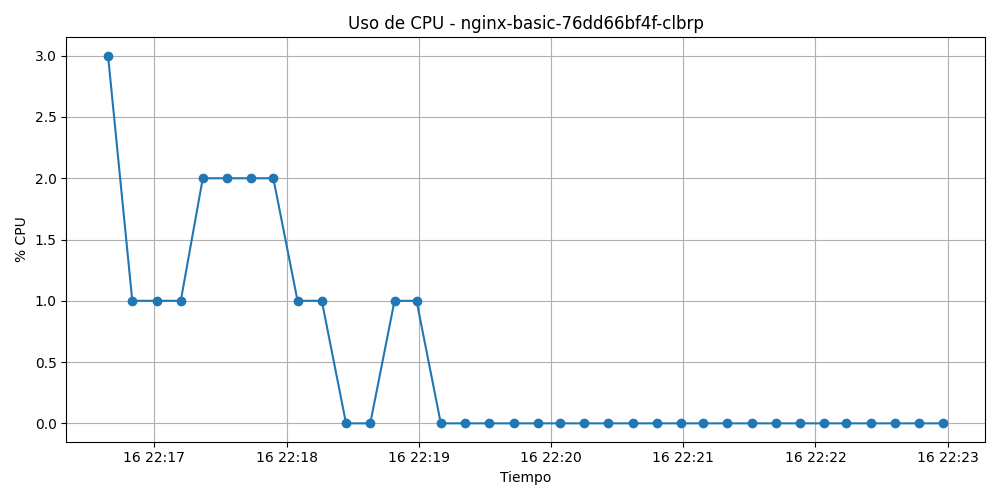 Uso de CPU - nginx-basic-76dd66bf4f-clbrp
3.0
2.5
2.0
1.5
1.0
0.5
0.0
% CPU
16 22:17 16 22:18 16 22:19 16 22:20 16 22:21 16 22:22 16 22:23
Tiempo